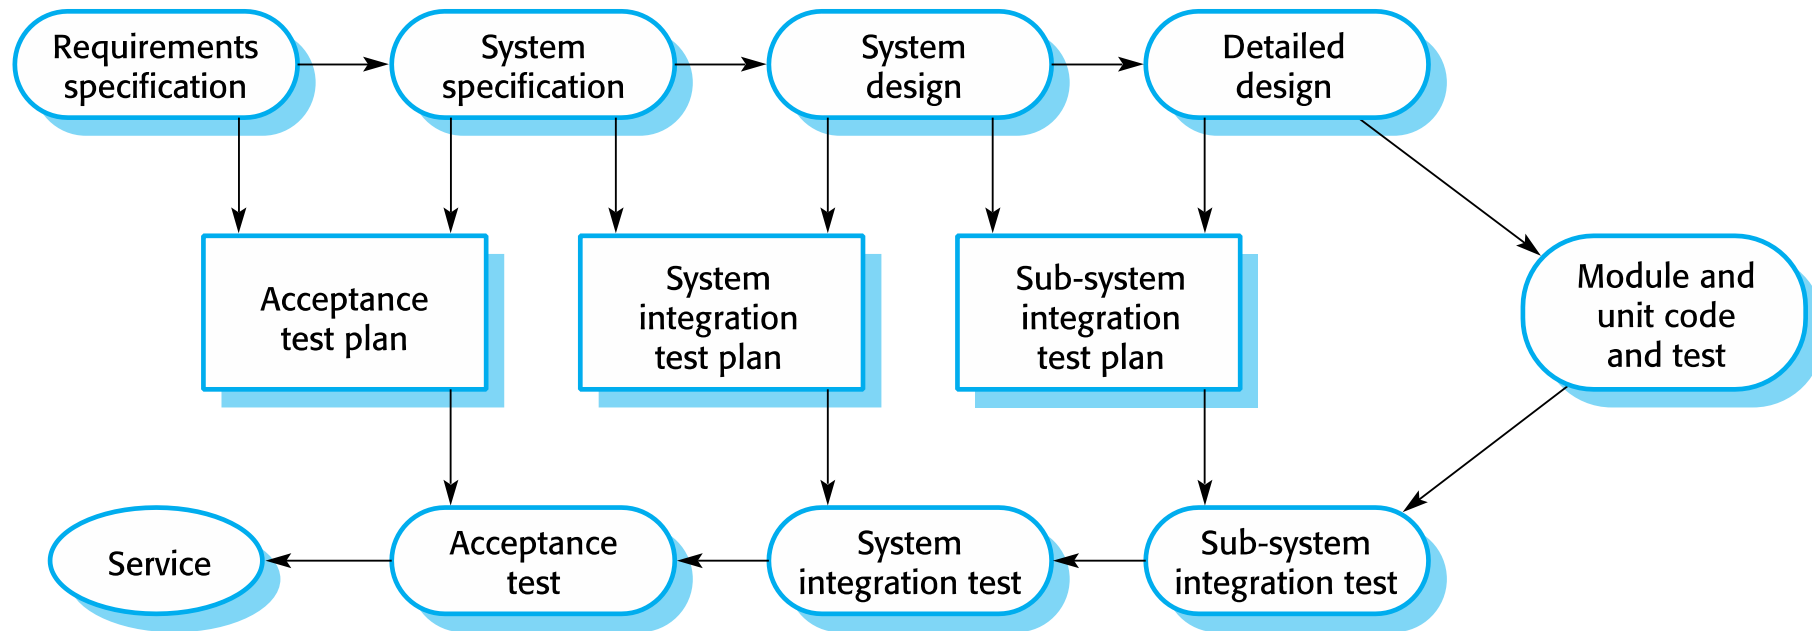 Requirements
specification
System
specification
System
design
Detailed
design
Acceptance
test plan
System
integration
test plan
Sub-system
integration
test plan
Module and
unit code
and test
Service
Acceptance
test
System
integration test
Sub-system
integration test